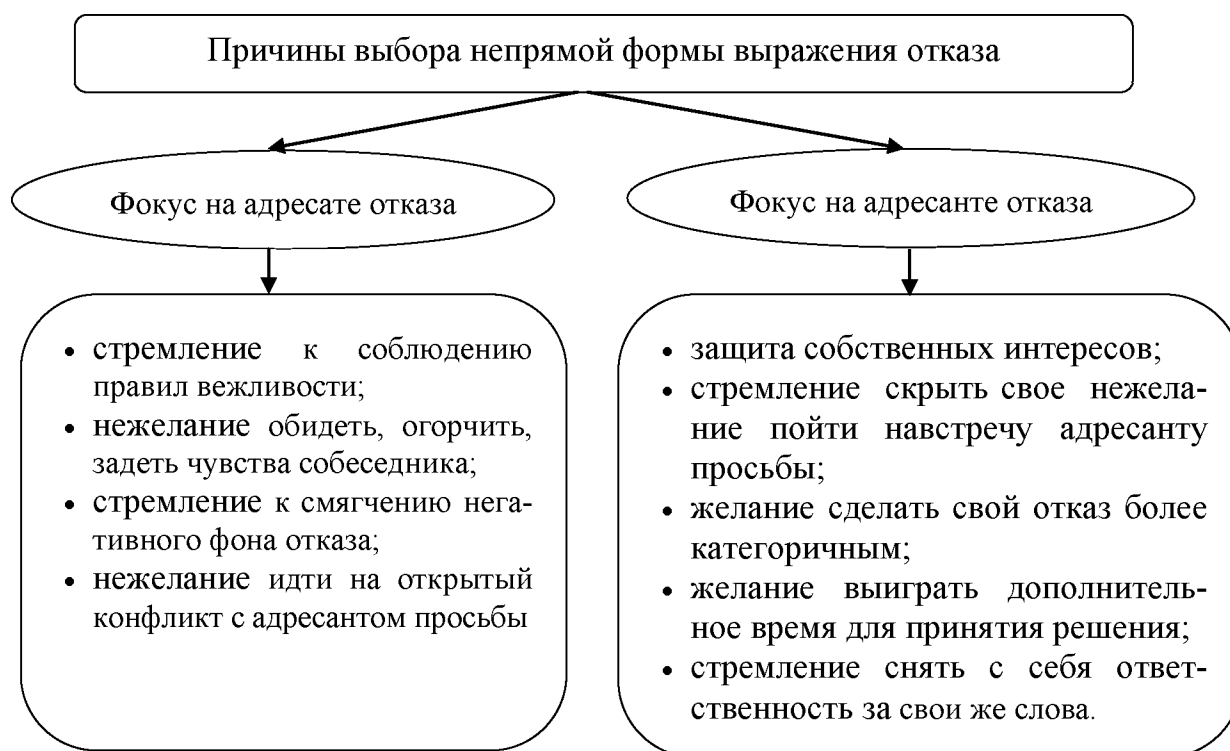 Причины выбора непрямой формы выражения отказа
Фокус на адресате отказа
Фокус на адресанте отказа
• стремление к соблюдению
правил вежливости;
• нежелание обидеть, огорчить,
задеть чувства собеседника;
• стремление к смягчению нега-
тивного фона отказа;
• нежелание идти на открытый
конфликт с адресантом просьбы
• защита собственных интересов;
• стремление скрыть свое нежела-
ние пойти навстречу адресанту
просьбы;
• желание сделать свой отказ более
категоричным;
• желание выиграть дополнитель-
ное время для принятия решения;
• стремление снять с себя ответ-
ственность за свои же слова.